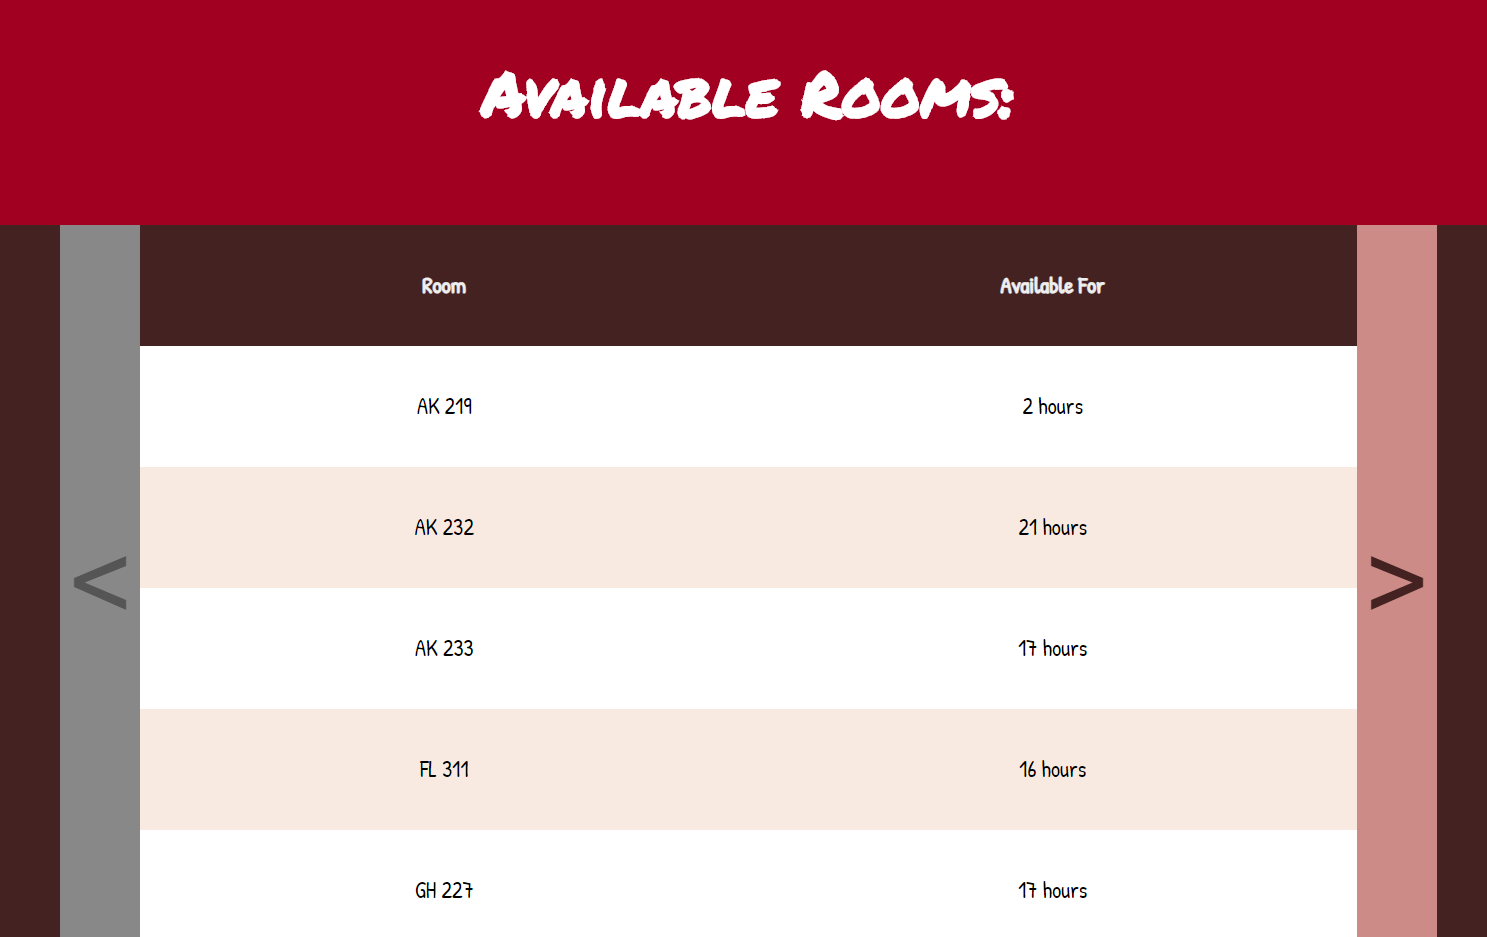 Available Rooms:
Room Available For
AK 219 2 hours
AK 232 21 hours
< >
AK 233 17 hours
FL 311 16 hours
GH 227 17 hours